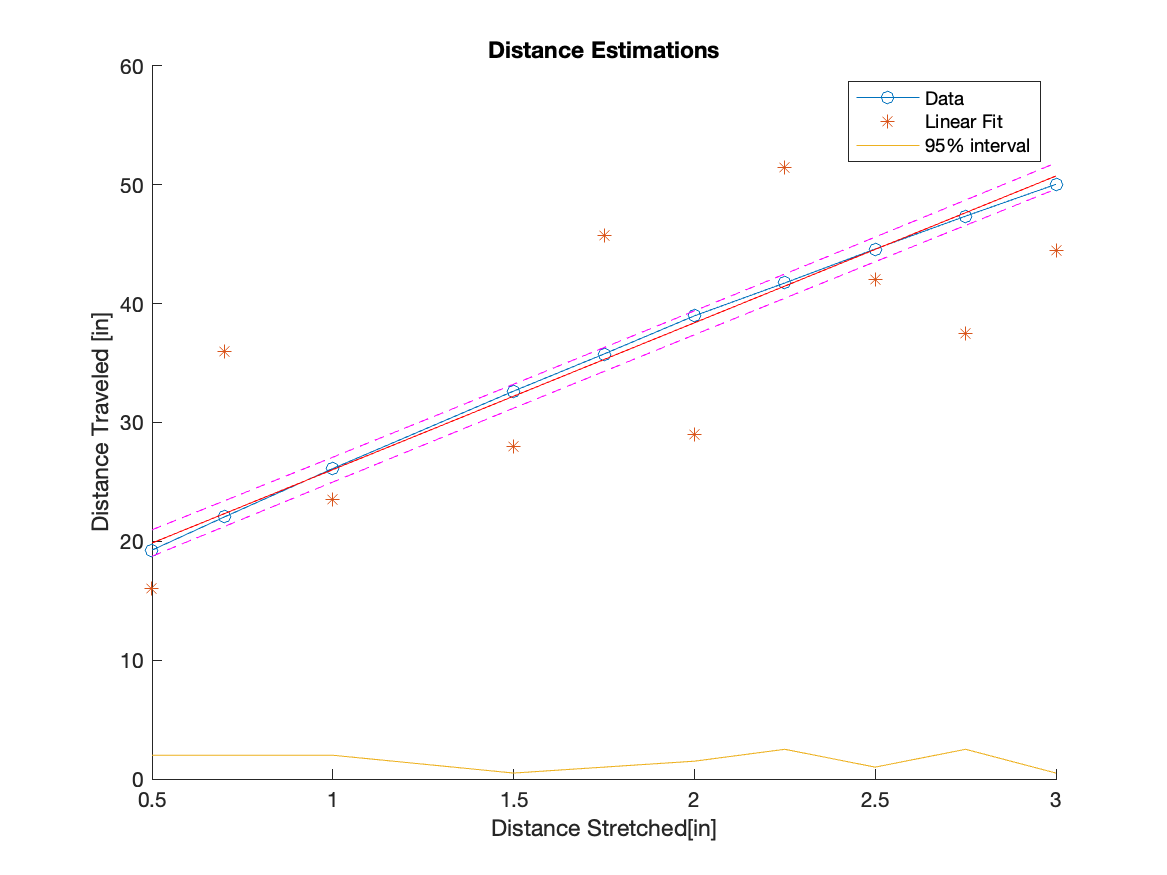 Distance Estimations
60
50
40
30
20
10
0
Distance Traveled [in]
Data
Linear Fit
95% interval
0.5 1 1.5 2 2.5 3
Distance Stretched[in]